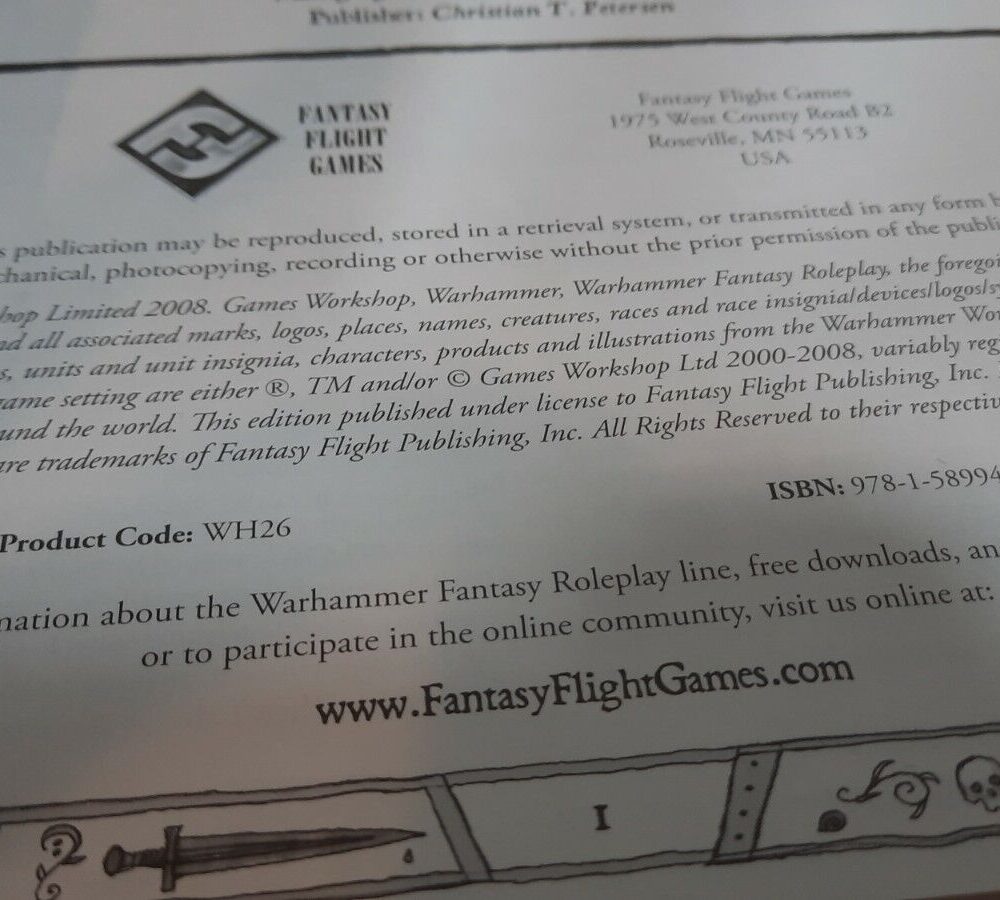 Publisher: Christian T. Petersen
FANTASY
FLIGHT
GAMES
Fantasy Flight Games
1975 West County Road B2
Roseville, MN 55113
USA
s publication may be reproduced, stored in a retrieval system, or transmitted in any form b
chanical, photocopying, recording or otherwise without the prior permission of the publi
hop Limited 2008. Games Workshop, Warhammer, Warhammer Fantasy Roleplay, the foregoi
nd all associated marks, logos, places, names, creatures, races and race insignia/devices/logos/sy
s, units and unit insignia, characters, products and illustrations from the Warhammer Wor
ame setting are either ®, TM and/or © Games Workshop Ltd 2000-2008, variably reg
und the world. This edition published under license to Fantasy Flight Publishing, Inc.
are trademarks of Fantasy Flight Publishing, Inc. All Rights Reserved to their respectiv
ISBN: 978-1-58994
Product Code: WH26
mation about the Warhammer Fantasy Roleplay line, free downloads, an
or to participate in the online community, visit us online at:
www.FantasyFlightGames.com
I